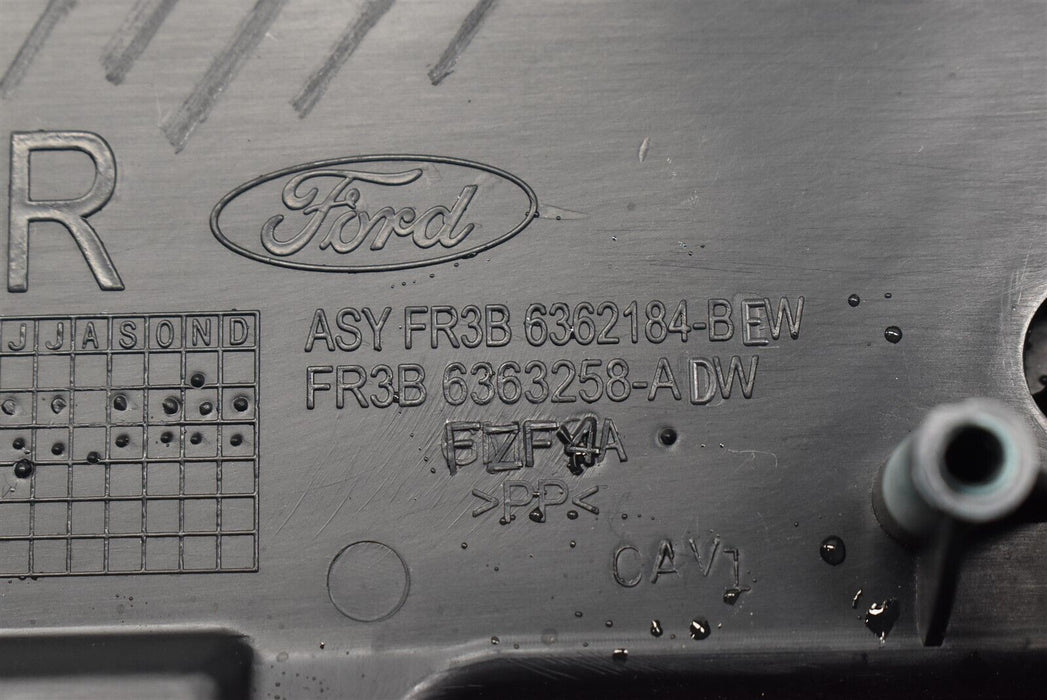 R
Ford
J J A S O N D
ASY FR3B 6362184-BEW
FR3B 6363258-ADW
>PP<
CAV1